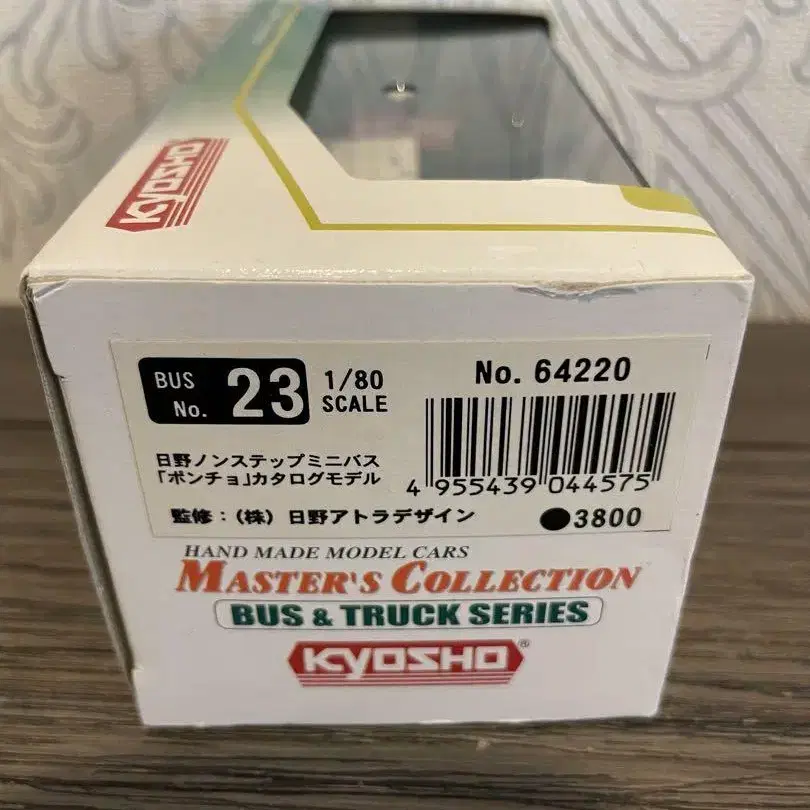 KYOSHO
BUS No. 23
1/80 SCALE
No. 64220
日野ノンステップミニバス
「ポンチョ」カタログモデル
4 955439 044575
監修：（株）日野アトラデザイン
●3800
HAND MADE MODEL CARS
MASTER'S COLLECTION
BUS & TRUCK SERIES
KYOSHO®